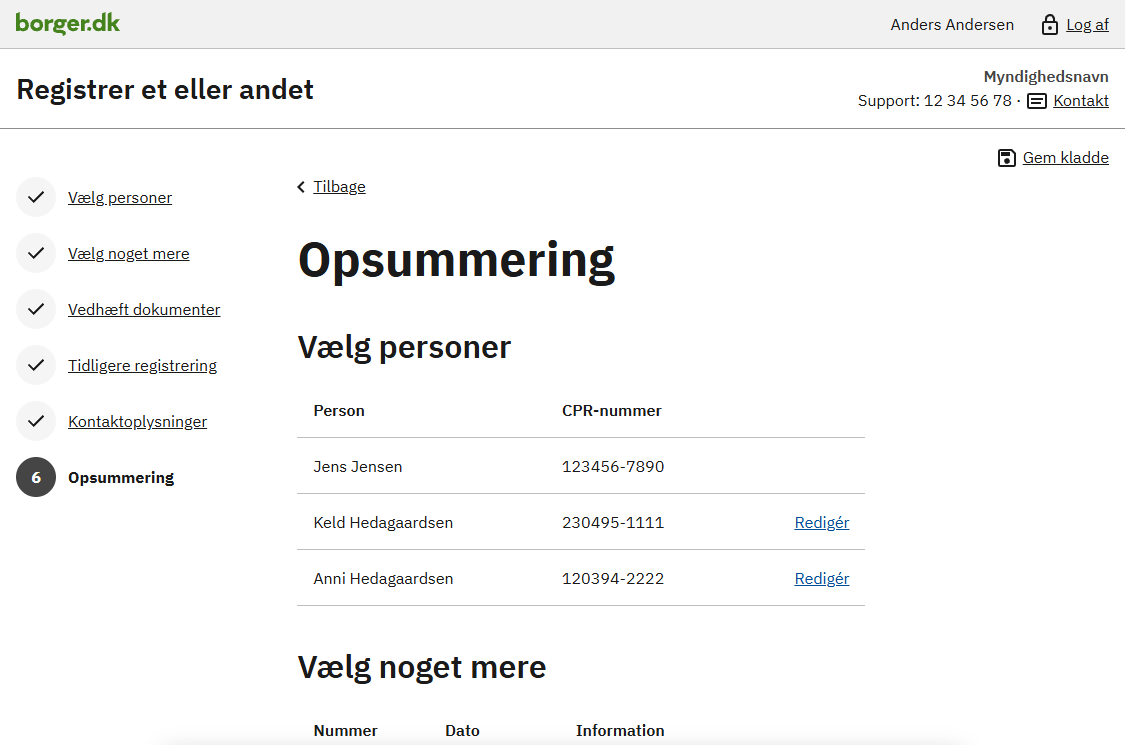 borger.dk
Anders Andersen Log af
Registrer et eller andet
Myndighedsnavn
Support: 12 34 56 78 · Kontakt
Gem kladde
Vælg personer
Vælg noget mere
Vedhæft dokumenter
Tidligere registrering
Kontaktoplysninger
6 Opsummering
Tilbage
Opsummering
Vælg personer
Person CPR-nummer
Jens Jensen 123456-7890
Keld Hedagaardsen 230495-1111 Redigér
Anni Hedagaardsen 120394-2222 Redigér
Vælg noget mere
Nummer Dato Information